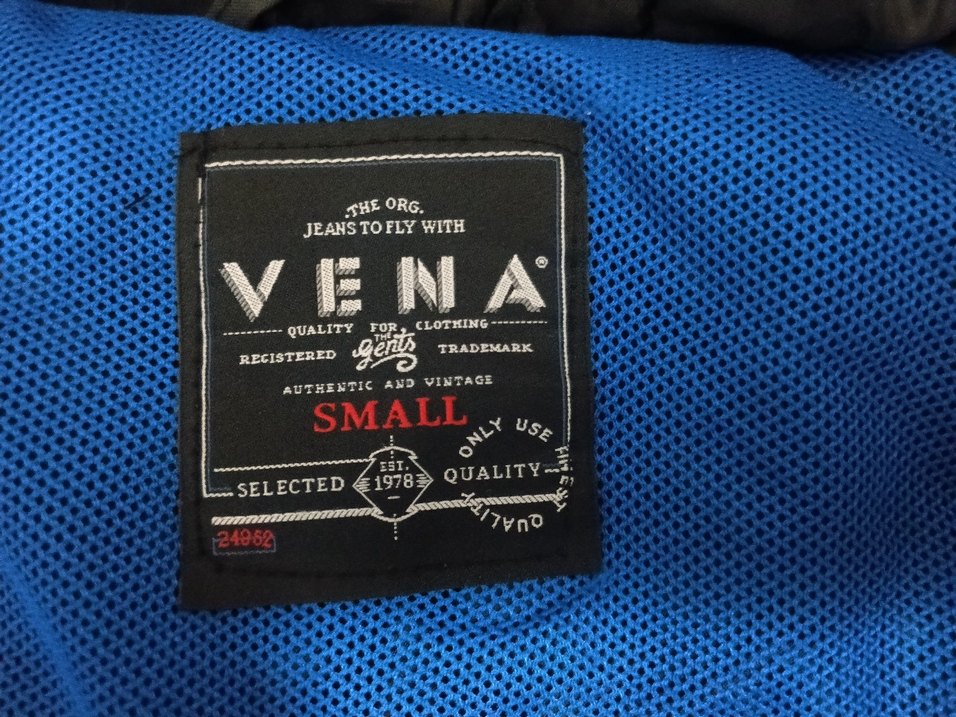 .THE ORG.
JEANS TO FLY WITH
VENA®
QUALITY FOR CLOTHING
REGISTERED THE gents TRADEMARK
AUTHENTIC AND VINTAGE
SMALL
SELECTED EST. 1978 QUALITY
ONLY USE FINEST QUALITY
24962